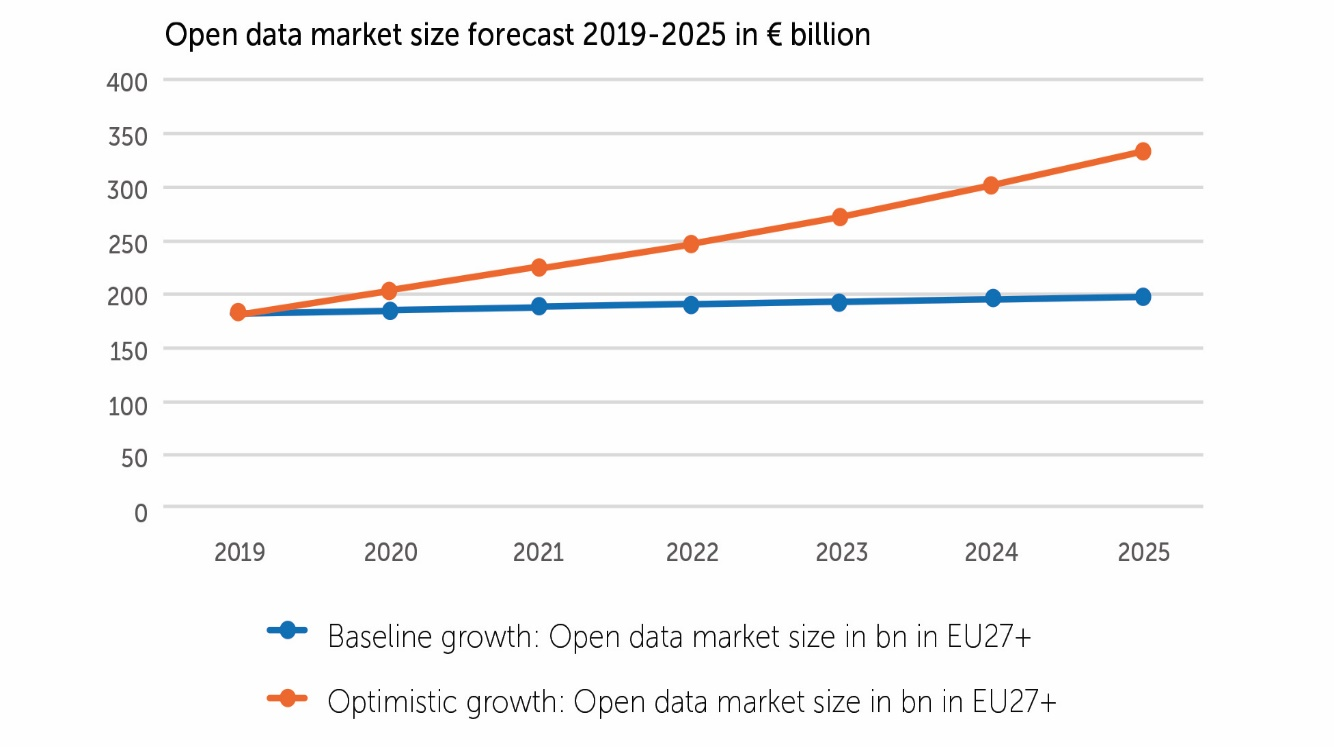 Open data market size forecast 2019-2025 in € billion
400
350
300
250
200
150
100
50
0
2019 2020 2021 2022 2023 2024 2025
Baseline growth: Open data market size in bn in EU27+
Optimistic growth: Open data market size in bn in EU27+